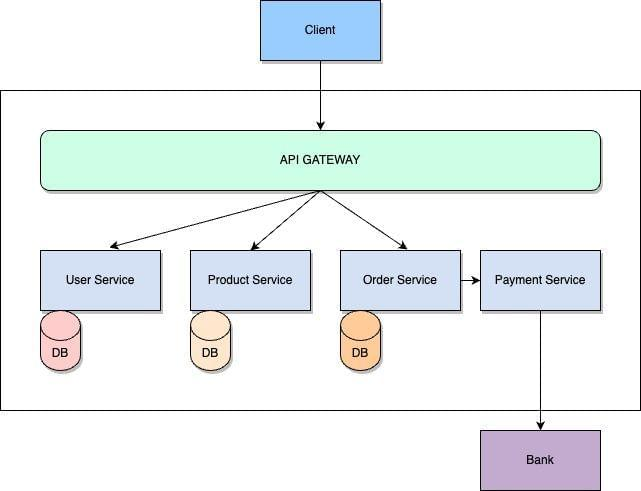 Client
API GATEWAY
User Service
Product Service
Order Service
Payment Service
DB
DB
DB
Bank